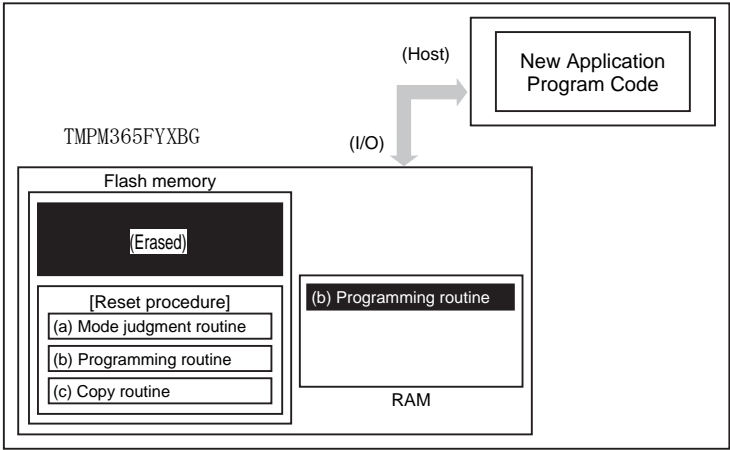 (Host)
New Application
Program Code
TMPM365FYXBG
(I/O)
Flash memory
(Erased)
[Reset procedure]
(a) Mode judgment routine
(b) Programming routine
(c) Copy routine
(b) Programming routine
RAM